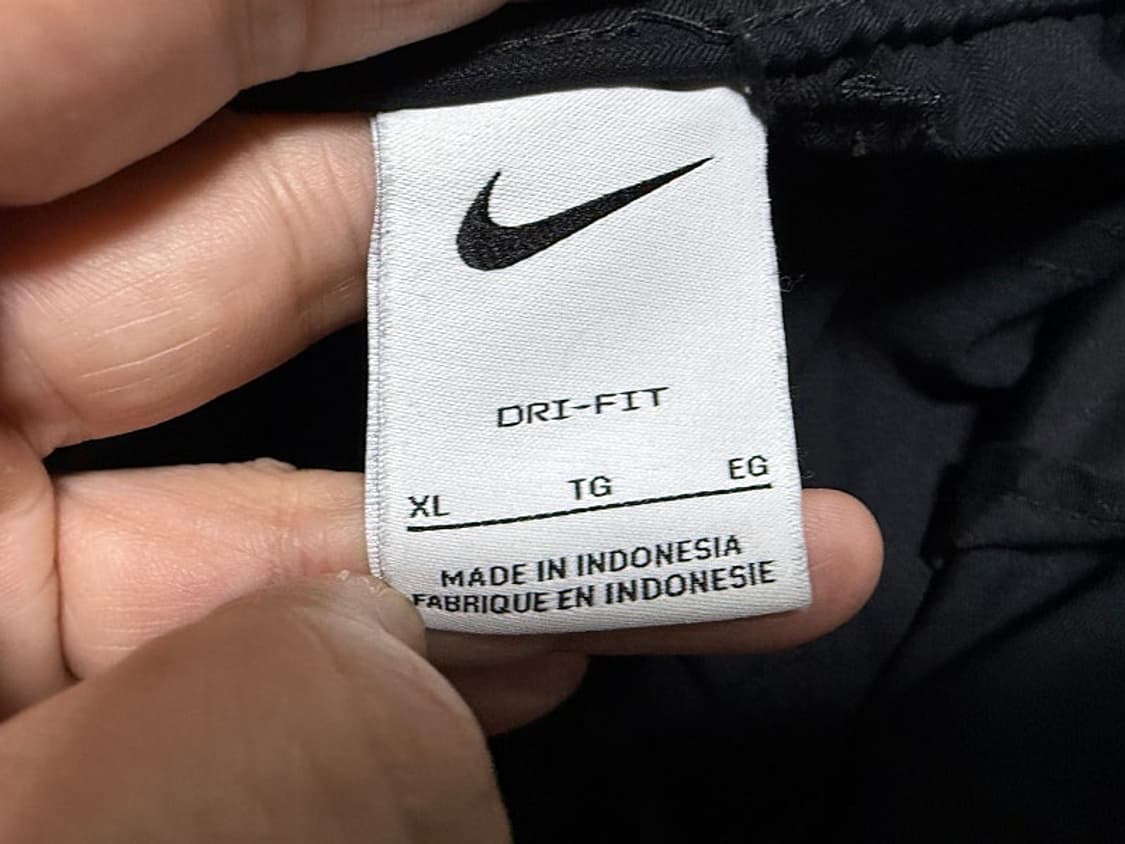 DRI-FIT
XL TG EG
MADE IN INDONESIA
FABRIQUE EN INDONESIE